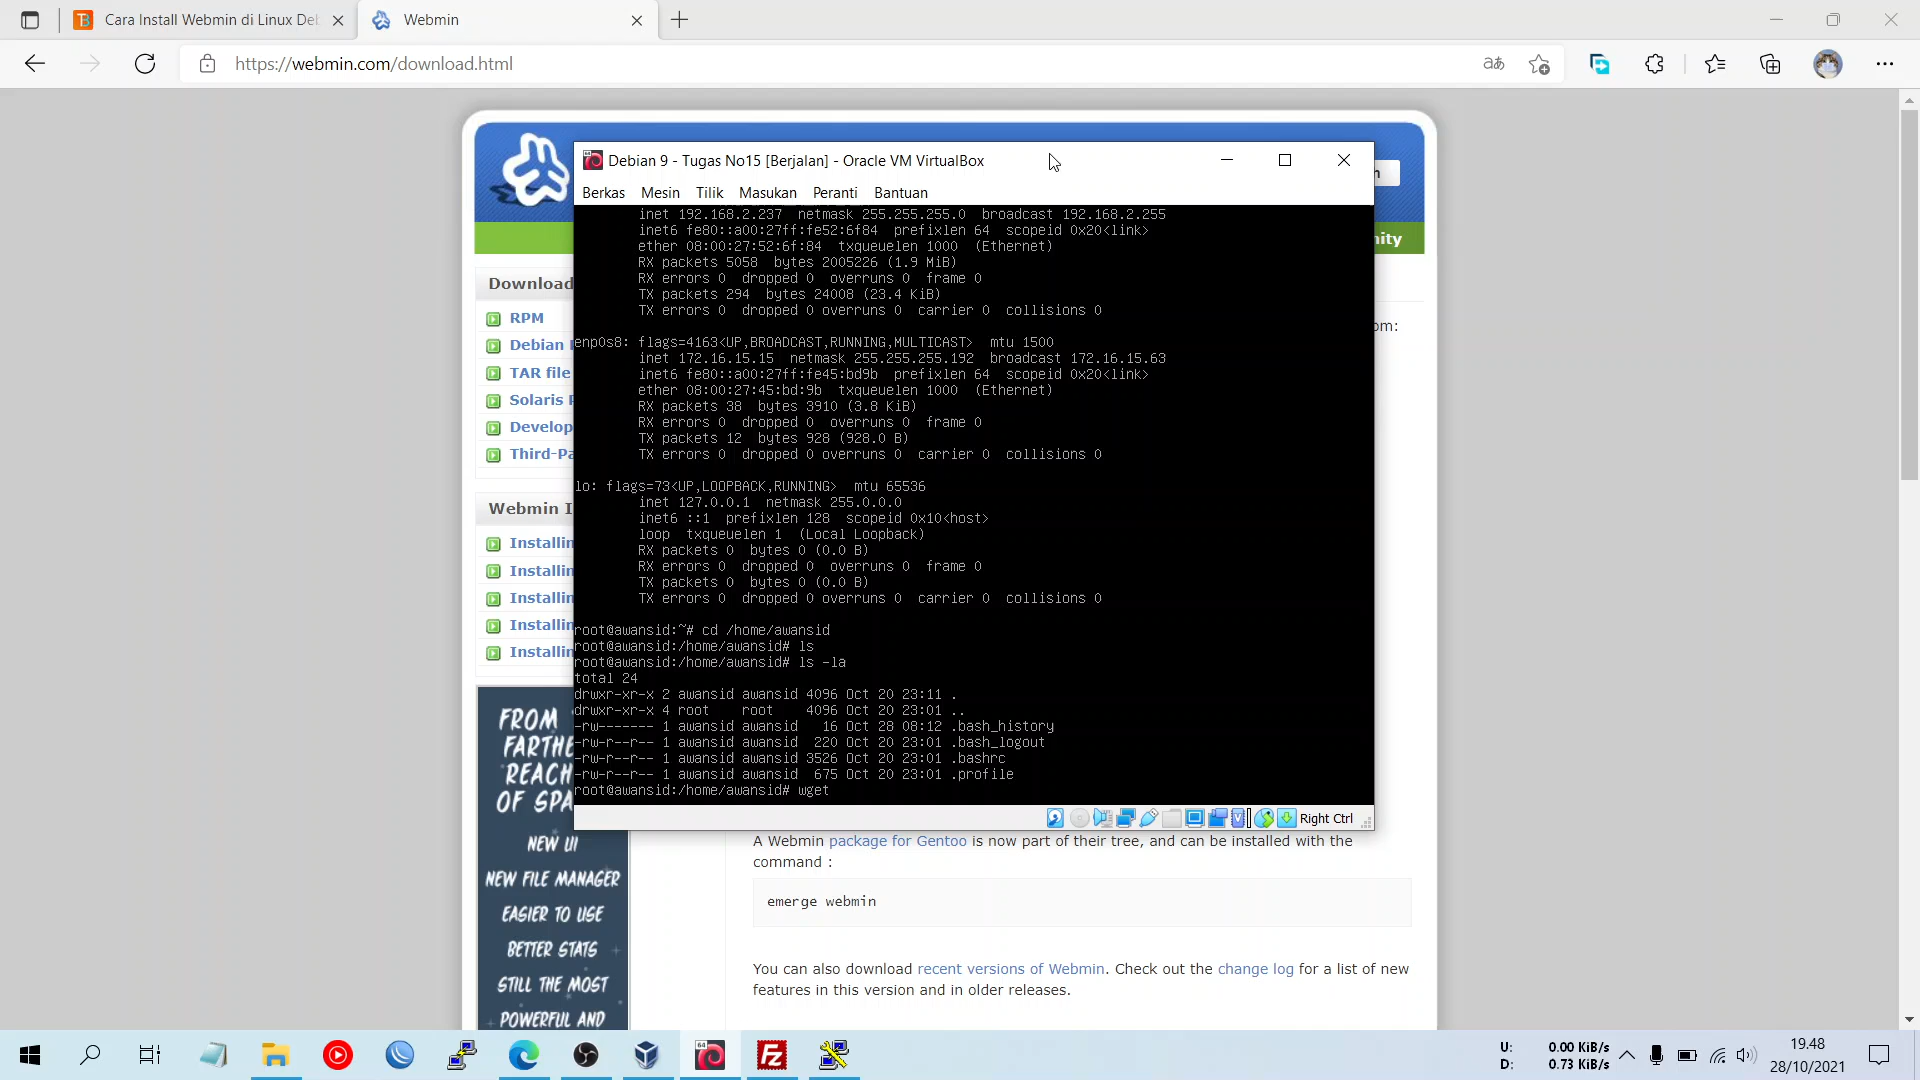 Cara Install Webmin di Linux De
Webmin
https://webmin.com/download.html
Debian 9 - Tugas No15 [Berjalan] - Oracle VM VirtualBox
Berkas Mesin Tilik Masukan Peranti Bantuan
inet 192.168.2.237 netmask 255.255.255.0 broadcast 192.168.2.255
inet6 fe80::a00:27ff:fe52:6f84 prefixlen 64 scopeid 0x20<link>
ether 08:00:27:52:6f:84 txqueuelen 1000 (Ethernet)
RX packets 5058 bytes 2005226 (1.9 MiB)
RX errors 0 dropped 0 overruns 0 frame 0
TX packets 294 bytes 24008 (23.4 KiB)
TX errors 0 dropped 0 overruns 0 carrier 0 collisions 0
enp0s8: flags=4163<UP,BROADCAST,RUNNING,MULTICAST> mtu 1500
inet 172.16.15.15 netmask 255.255.255.192 broadcast 172.16.15.63
inet6 fe80::a00:27ff:fe45:bd9b prefixlen 64 scopeid 0x20<link>
ether 08:00:27:45:bd:9b txqueuelen 1000 (Ethernet)
RX packets 38 bytes 3910 (3.8 KiB)
RX errors 0 dropped 0 overruns 0 frame 0
TX packets 12 bytes 928 (928.0 B)
TX errors 0 dropped 0 overruns 0 carrier 0 collisions 0
lo: flags=73<UP,LOOPBACK,RUNNING> mtu 65536
inet 127.0.0.1 netmask 255.0.0.0
inet6 ::1 prefixlen 128 scopeid 0x10<host>
loop txqueuelen 1 (Local Loopback)
RX packets 0 bytes 0 (0.0 B)
RX errors 0 dropped 0 overruns 0 frame 0
TX packets 0 bytes 0 (0.0 B)
TX errors 0 dropped 0 overruns 0 carrier 0 collisions 0
root@awansid:~# cd /home/awansid
root@awansid:/home/awansid# ls
root@awansid:/home/awansid# ls -la
total 24
drwxr-xr-x 2 awansid awansid 4096 Oct 20 23:11 .
drwxr-xr-x 4 root root 4096 Oct 20 23:01 ..
-rw------- 1 awansid awansid 16 Oct 28 08:12 .bash_history
-rw-r--r-- 1 awansid awansid 220 Oct 20 23:01 .bash_logout
-rw-r--r-- 1 awansid awansid 3526 Oct 20 23:01 .bashrc
-rw-r--r-- 1 awansid awansid 675 Oct 20 23:01 .profile
root@awansid:/home/awansid# wget
Right Ctrl
Download
RPM
Debian
TAR file
Solaris
Develop
Third-Pa
Webmin I
Installin
Installin
Installin
Installin
Installin
nity
om:
FROM
FARTHE
REACH
OF SPA
NEW UI
NEW FILE MANAGER
EASIER TO USE
BETTER STATS
STILL THE MOST
POWERFUL AND
A Webmin package for Gentoo is now part of their tree, and can be installed with the
command :
emerge webmin
You can also download recent versions of Webmin. Check out the change log for a list of new
features in this version and in older releases.
U: 0.00 KiB/s
D: 0.73 KiB/s
19.48
28/10/2021